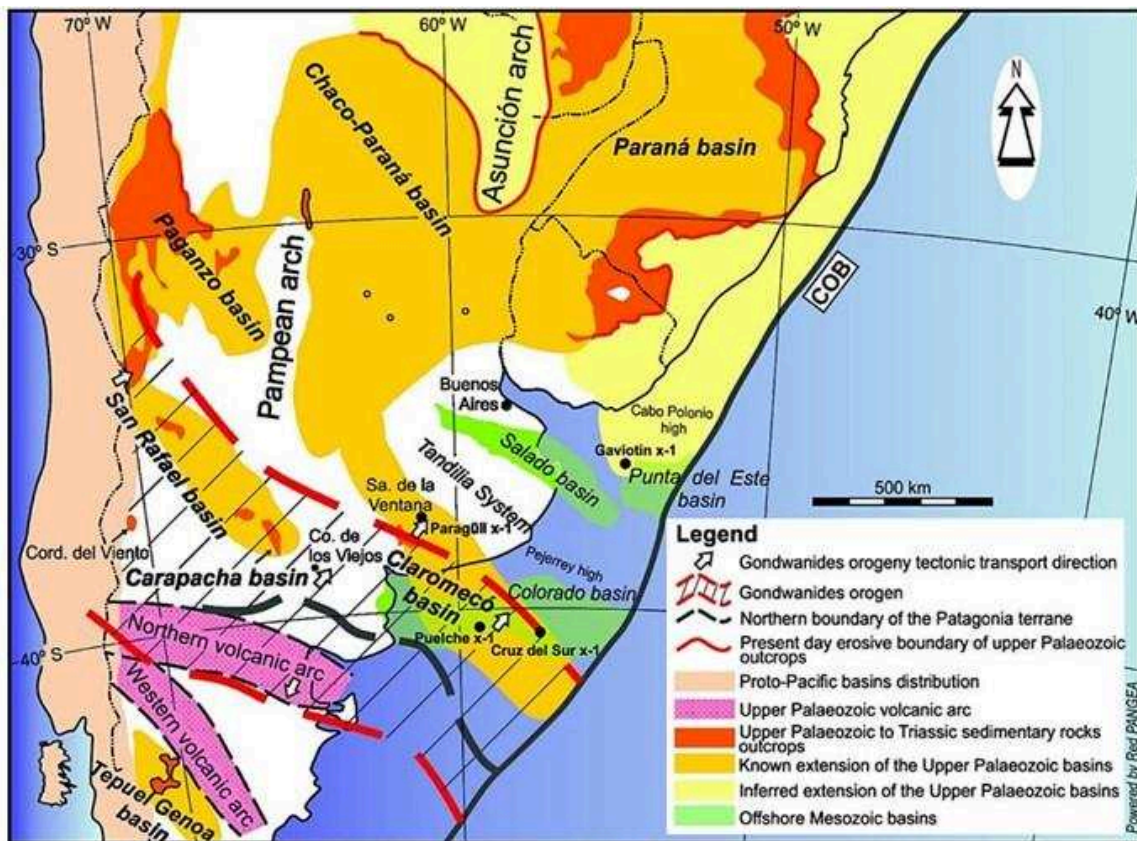 70º W
60º W
50º W
N
Asunción arch
Chaco-Paraná basin
Paraná basin
Paganzo basin
30º S
Pampean arch
COB
40º W
Buenos
Aires
Cabo Polonio
high
San Rafael basin
Salado basin
Gaviotin x-1
Punta del Este
basin
Tandilia System
500 km
Sa. de la
Ventana
Paragüil x-1
Cord. del Viento
Co. de
los Viejos
Carapacha basin
Claromecó
basin
Pejerrey high
Colorado basin
Puelche x-1
Cruz del Sur x-1
Northern volcanic arc
40º S
Western volcanic arc
Tepuel Genoa
basin
Legend
Gondwanides orogeny tectonic transport direction
Gondwanides orogen
Northern boundary of the Patagonia terrane
Present day erosive boundary of upper Palaeozoic
outcrops
Proto-Pacific basins distribution
Upper Palaeozoic volcanic arc
Upper Palaeozoic to Triassic sedimentary rocks
outcrops
Known extension of the Upper Palaeozoic basins
Inferred extension of the Upper Palaeozoic basins
Offshore Mesozoic basins
Powered by Red PANGEA